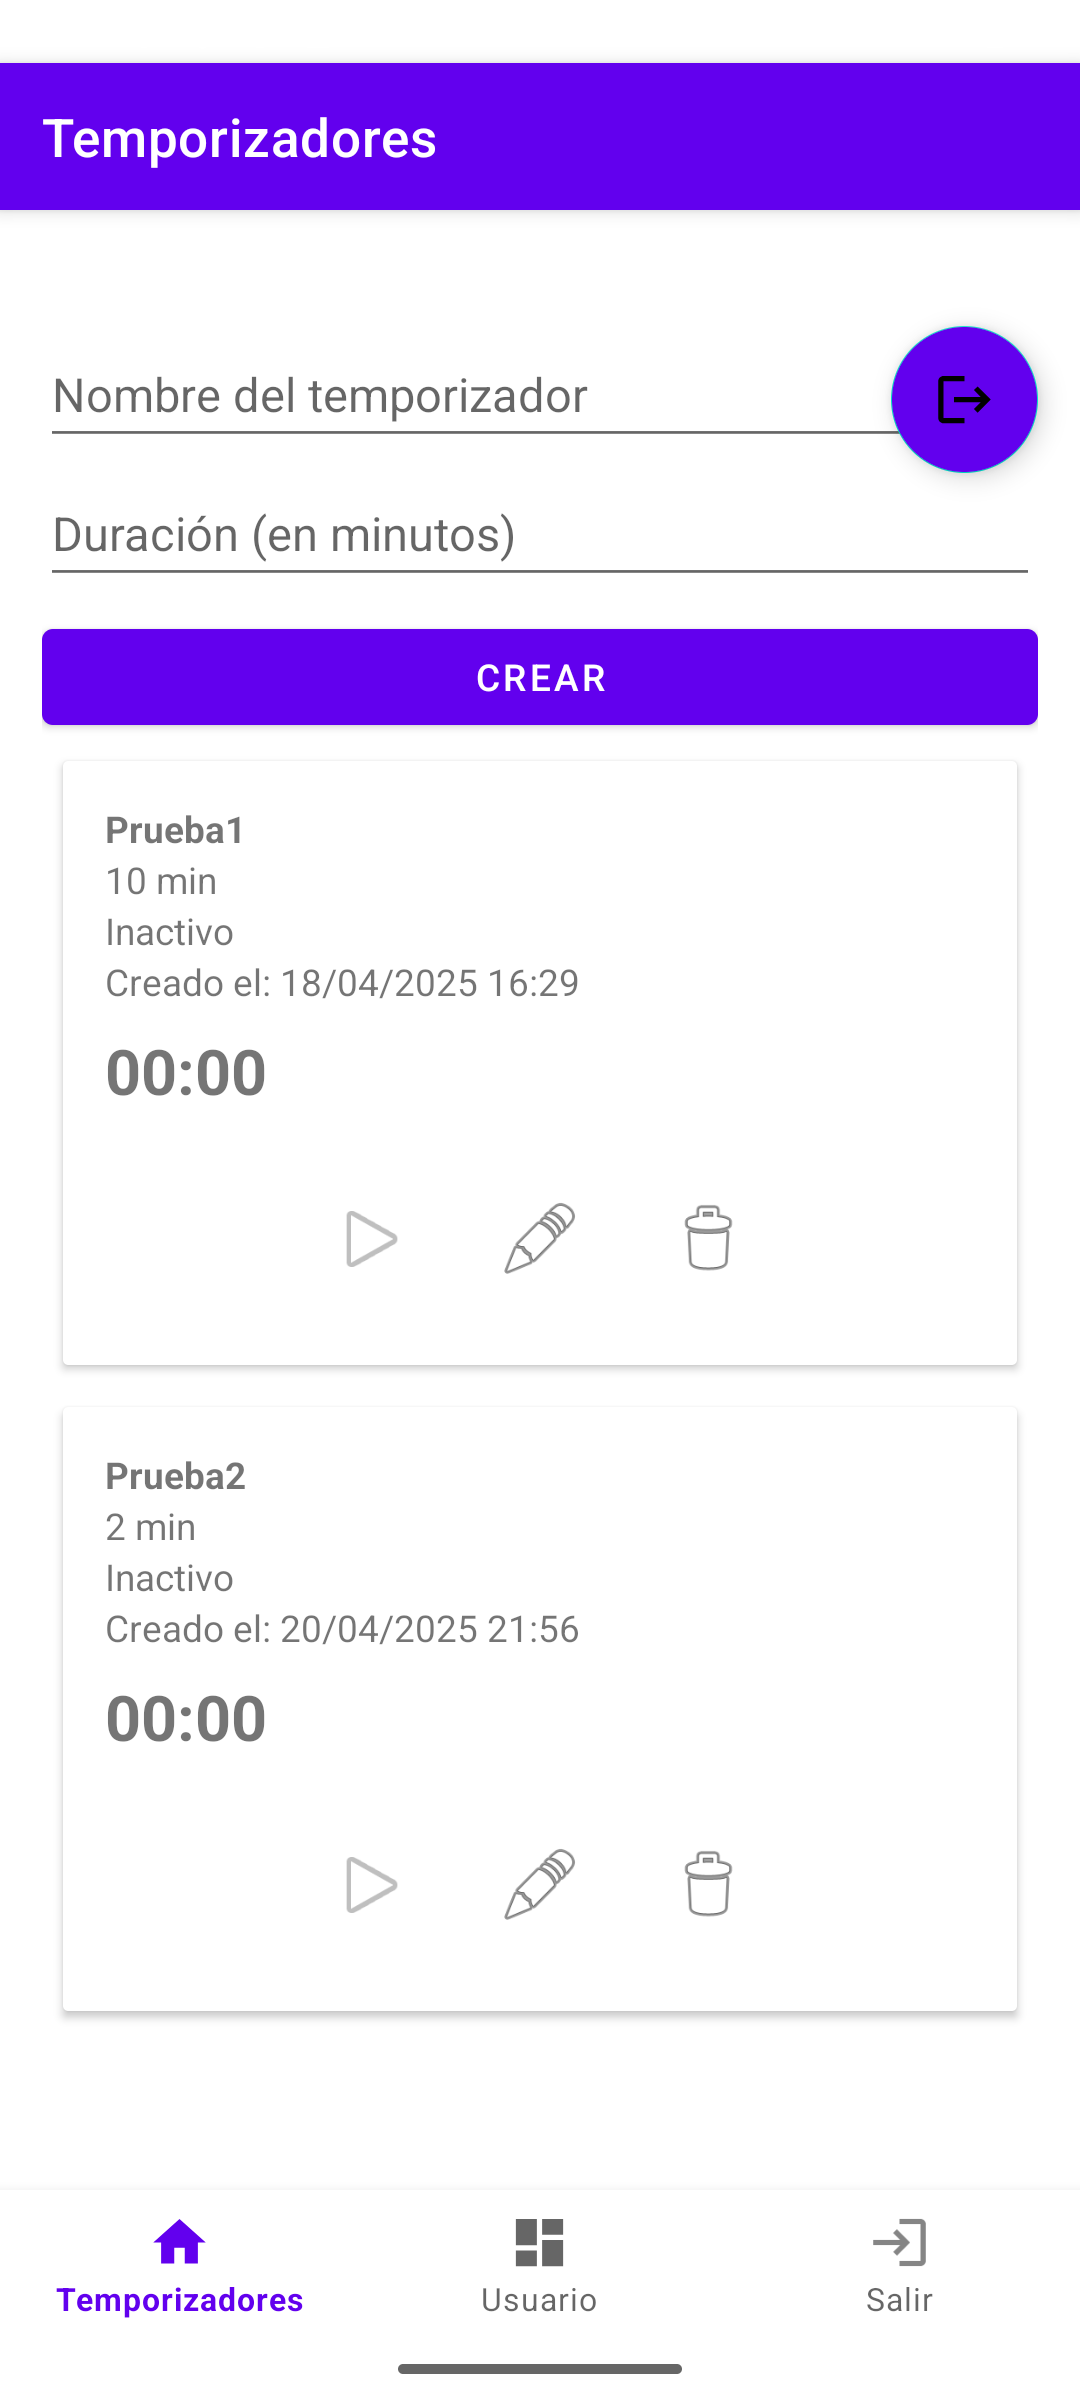 Temporizadores
Nombre del temporizador
Duración (en minutos)
CREAR
Prueba1
10 min
Inactivo
Creado el: 18/04/2025 16:29
00:00
Prueba2
2 min
Inactivo
Creado el: 20/04/2025 21:56
00:00
Temporizadores
Usuario
Salir